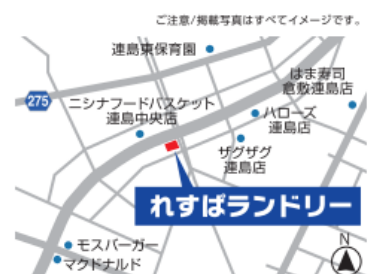 ご注意/掲載写真はすべてイメージです。
連島東保育園
はま寿司
倉敷連島店
275
ニシナフードバスケット
連島中央店
ハローズ
連島店
ザグザグ
連島店
れすぱランドリー
モスバーガー
マクドナルド
N